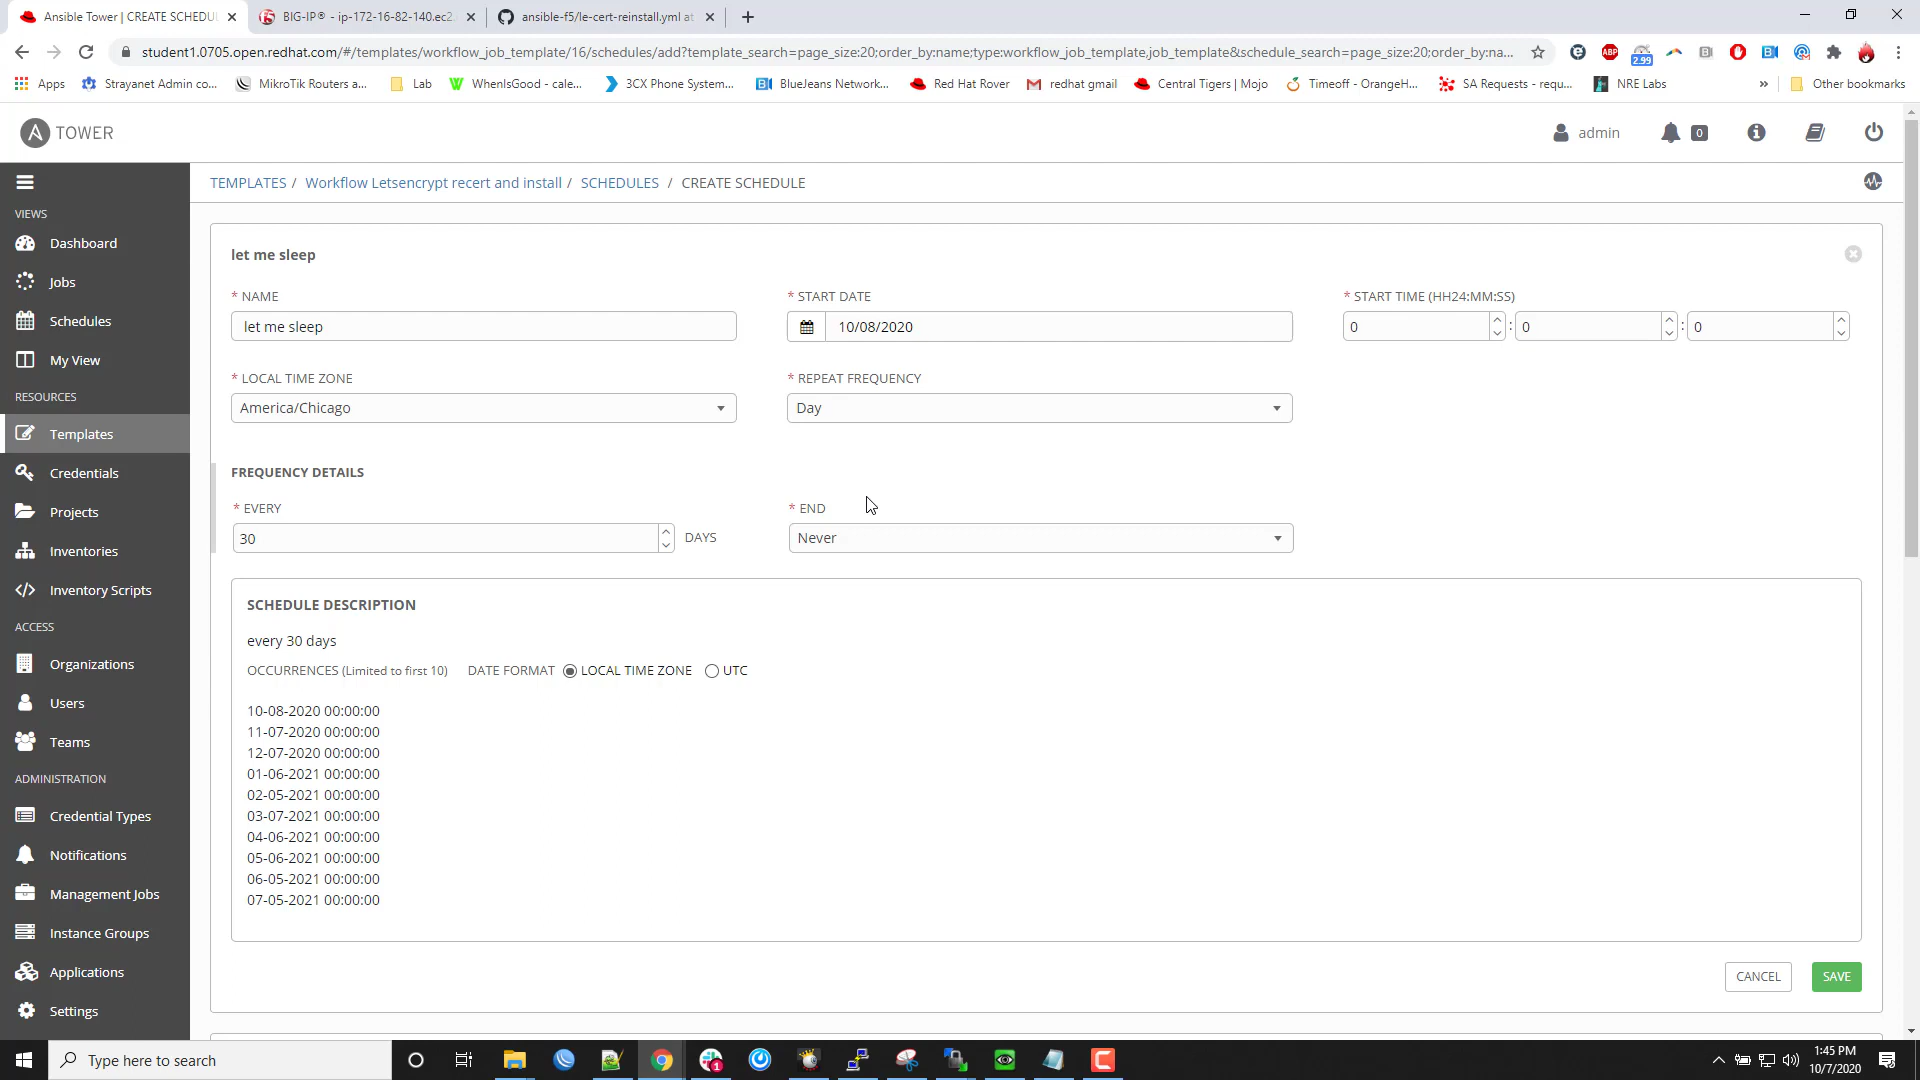 Ansible Tower | CREATE SCHEDUL
BIG-IP® - ip-172-16-82-140.ec2.
ansible-f5/le-cert-reinstall.yml at
student1.0705.open.redhat.com/#/templates/workflow_job_template/16/schedules/add?template_search=page_size:20;order_by:name;type:workflow_job_template,job_template&schedule_search=page_size:20;order_by:na...
2.99
Apps
Strayanet Admin co...
MikroTik Routers a...
Lab
WhenIsGood - cale...
3CX Phone System...
BlueJeans Network...
Red Hat Rover
redhat gmail
Central Tigers | Mojo
Timeoff - OrangeH...
SA Requests - requ...
NRE Labs
»
Other bookmarks
A TOWER
admin
0
TEMPLATES / Workflow Letsencrypt recert and install / SCHEDULES / CREATE SCHEDULE
VIEWS
Dashboard
Jobs
Schedules
My View
RESOURCES
Templates
Credentials
Projects
Inventories
Inventory Scripts
ACCESS
Organizations
Users
Teams
ADMINISTRATION
Credential Types
Notifications
Management Jobs
Instance Groups
Applications
Settings
let me sleep
* NAME
let me sleep
* START DATE
10/08/2020
* START TIME (HH24:MM:SS)
0 : 0 : 0
* LOCAL TIME ZONE
America/Chicago
* REPEAT FREQUENCY
Day
FREQUENCY DETAILS
* EVERY
30 DAYS
* END
Never
SCHEDULE DESCRIPTION
every 30 days
OCCURRENCES (Limited to first 10) DATE FORMAT LOCAL TIME ZONE UTC
10-08-2020 00:00:00
11-07-2020 00:00:00
12-07-2020 00:00:00
01-06-2021 00:00:00
02-05-2021 00:00:00
03-07-2021 00:00:00
04-06-2021 00:00:00
05-06-2021 00:00:00
06-05-2021 00:00:00
07-05-2021 00:00:00
CANCEL
SAVE
Type here to search
1
1:45 PM
10/7/2020